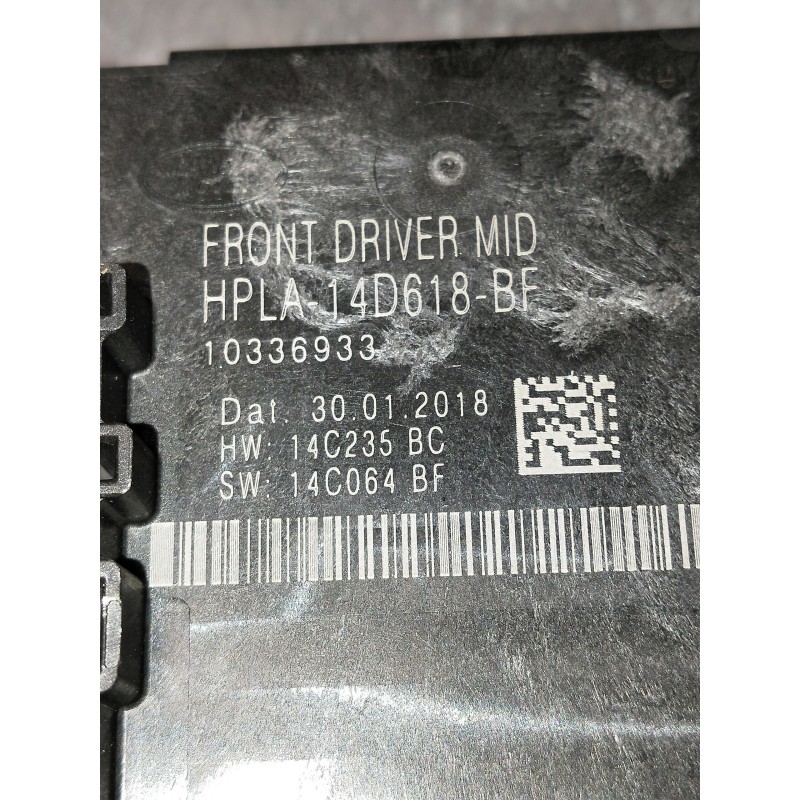 FRONT DRIVER MID
HPLA-14D618-BF
10336933
Dat. 30.01.2018
HW: 14C235 BC
SW: 14C064 BF